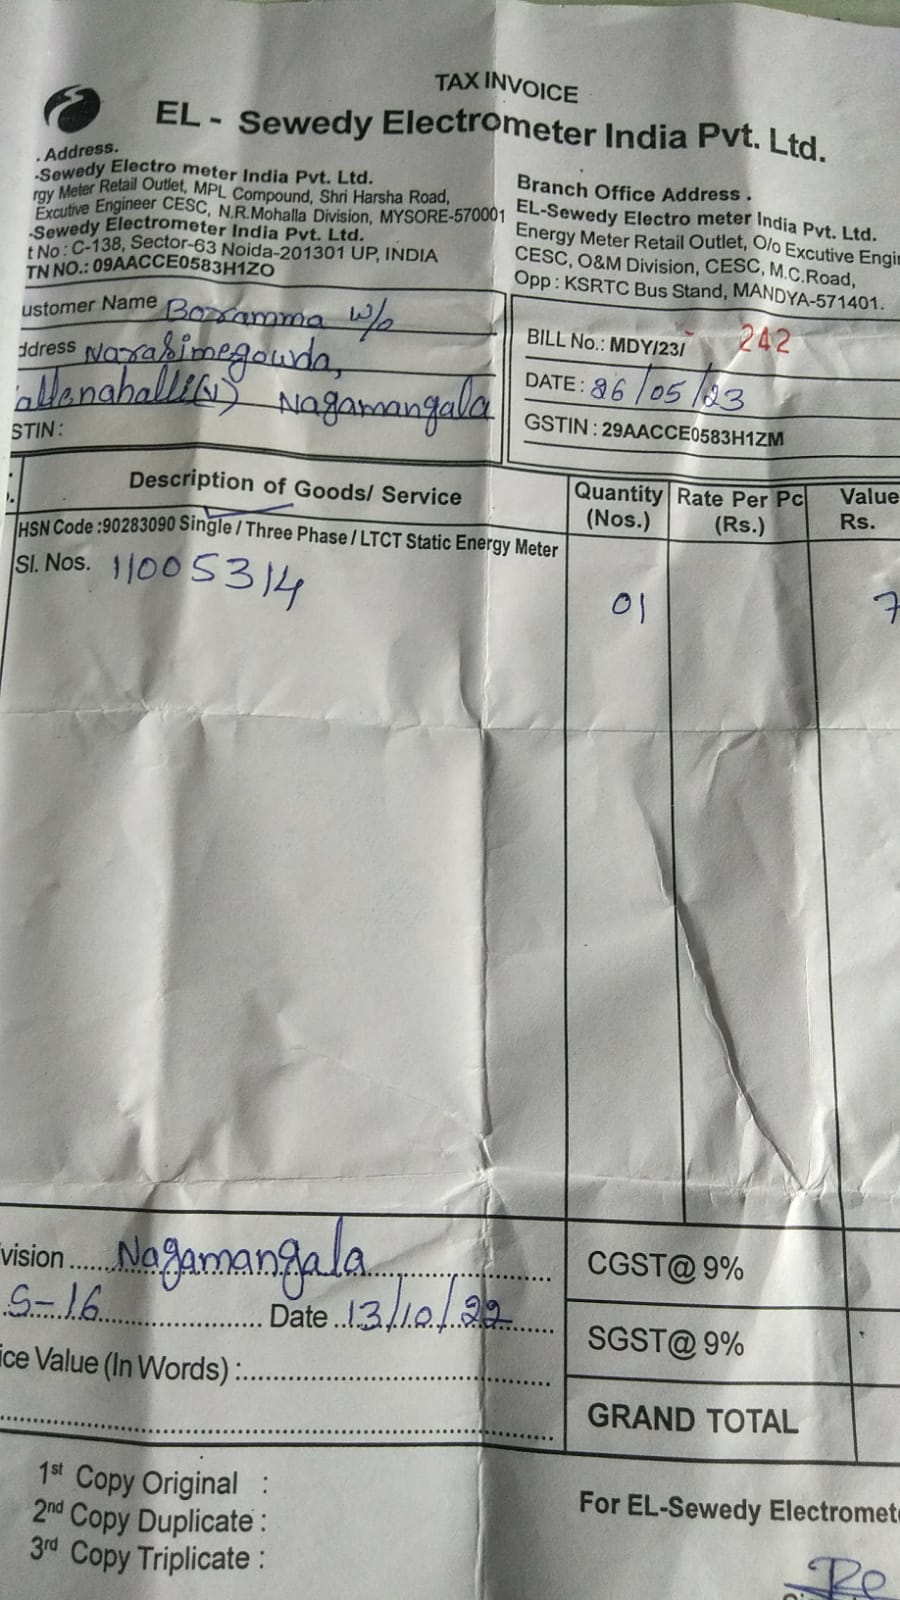 TAX INVOICE
EL - Sewedy Electrometer India Pvt. Ltd.
. Address.
-Sewedy Electro meter India Pvt. Ltd.
rgy Meter Retail Outlet, MPL Compound, Shri Harsha Road,
Excutive Engineer CESC, N.R.Mohalla Division, MYSORE-570001
-Sewedy Electrometer India Pvt. Ltd.
t No : C-138, Sector-63 Noida-201301 UP, INDIA
TN NO.: 09AACCE0583H1ZO
Branch Office Address .
EL-Sewedy Electro meter India Pvt. Ltd.
Energy Meter Retail Outlet, O/o Excutive Engi
CESC, O&M Division, CESC, M.C.Road,
Opp : KSRTC Bus Stand, MANDYA-571401.
ustomer Name Boramma w/o
ddress Narasimegowda,
allenahalli(v) Nagamangala
STIN :
BILL No.: MDY/23/ 242
DATE : 26/05/23
GSTIN : 29AACCE0583H1ZM
Description of Goods/ Service
Quantity (Nos.)
Rate Per Pc (Rs.)
Value Rs.
HSN Code :90283090 Single / Three Phase / LTCT Static Energy Meter
Sl. Nos. 11005314
01
7
vision ...... Nagamangala
S-16 Date .. 13/10/22
ice Value (In Words) :
CGST@ 9%
SGST@ 9%
GRAND TOTAL
1st Copy Original :
2nd Copy Duplicate :
3rd Copy Triplicate :
For EL-Sewedy Electromet